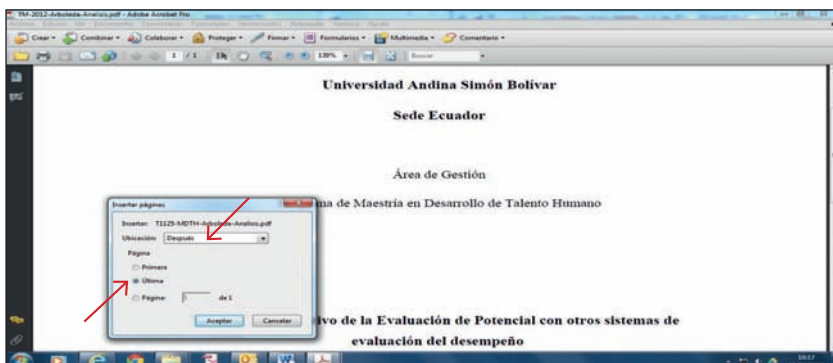 TM-2012-Arboleda-Analisis.pdf - Adobe Acrobat Pro
Crear Combinar Colaborar Proteger Firmar Formularios Multimedia Comentario
1 / 1 139% Buscar
Universidad Andina Simón Bolívar
Sede Ecuador
Área de Gestión
ma de Maestría en Desarrollo de Talento Humano
Insertar páginas
Insertar: T1125-MDTH-Arboleda-Analisis.pdf
Ubicación: Después
Página
Primera
Última
Página: 1 de 1
Aceptar Cancelar
ivo de la Evaluación de Potencial con otros sistemas de
evaluación del desempeño
10:17